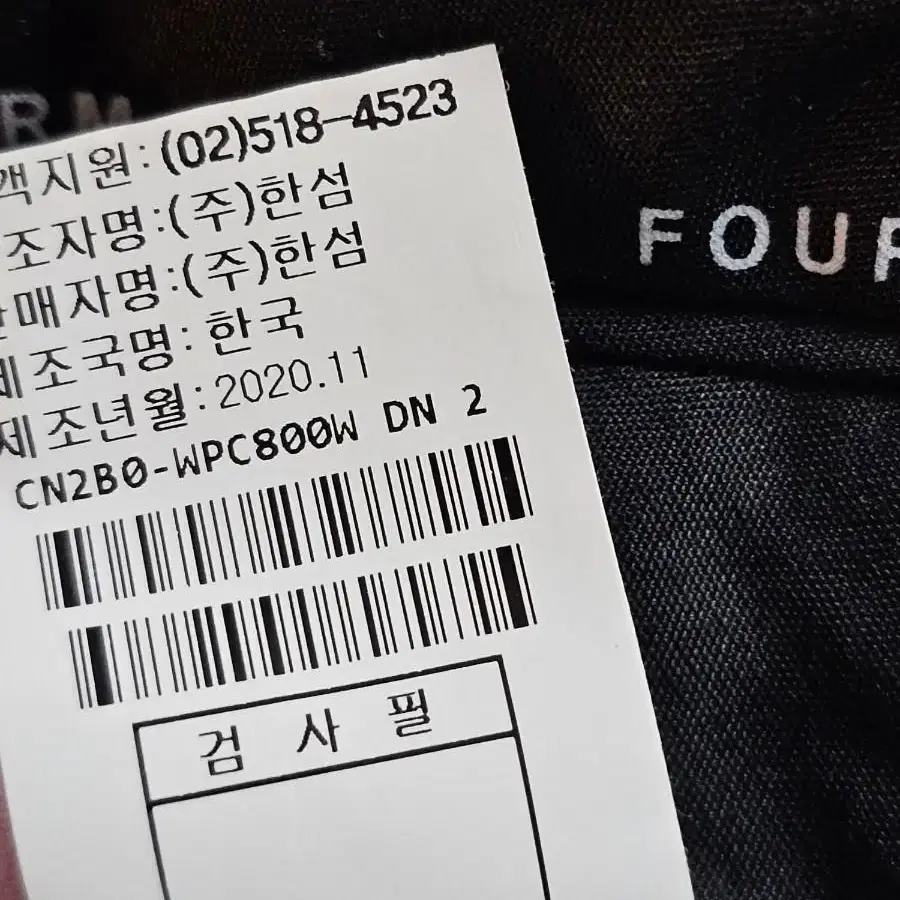 RM
객지원:(02)518-4523
조자명:(주)한섬
매자명:(주)한섬
제조국명:한국
제조년월:2020.11
CN2B0-WPC800W DN 2
검 사 필
FOUR